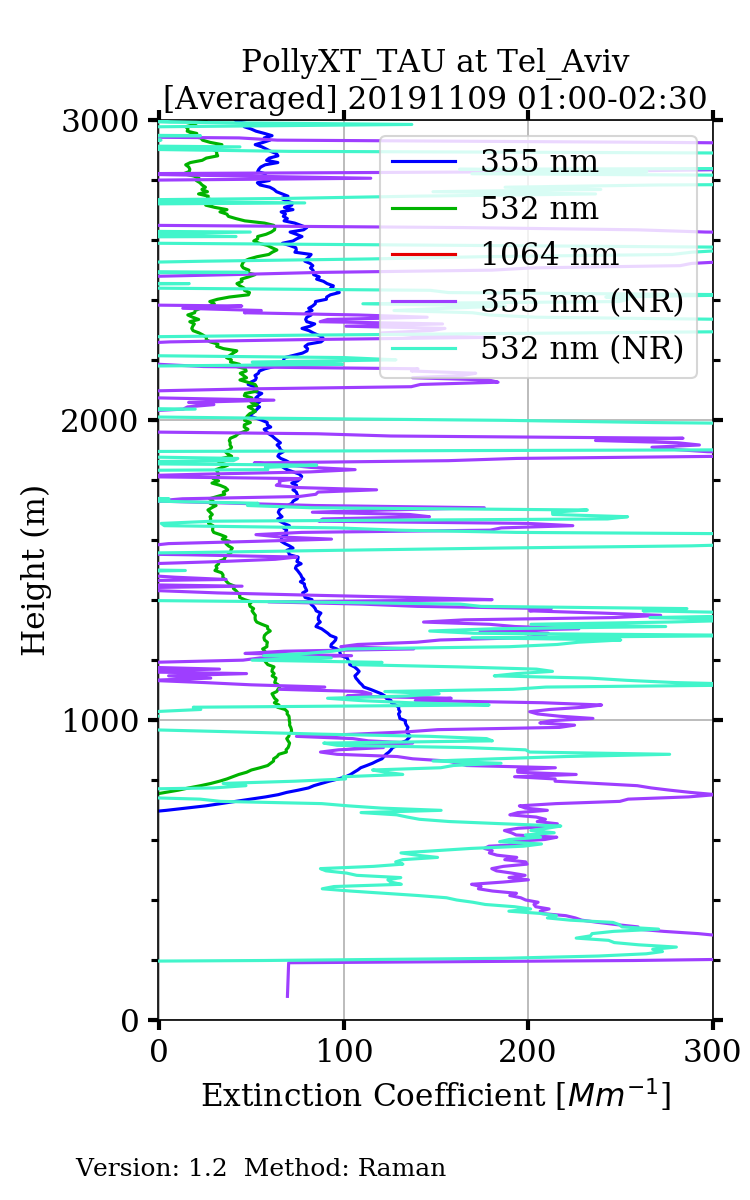 PollyXT_TAU at Tel_Aviv
[Averaged] 20191109 01:00-02:30
3000
2000
1000
0
Height (m)
355 nm
532 nm
1064 nm
355 nm (NR)
532 nm (NR)
0 100 200 300
Extinction Coefficient [Mm⁻¹]
Version: 1.2 Method: Raman